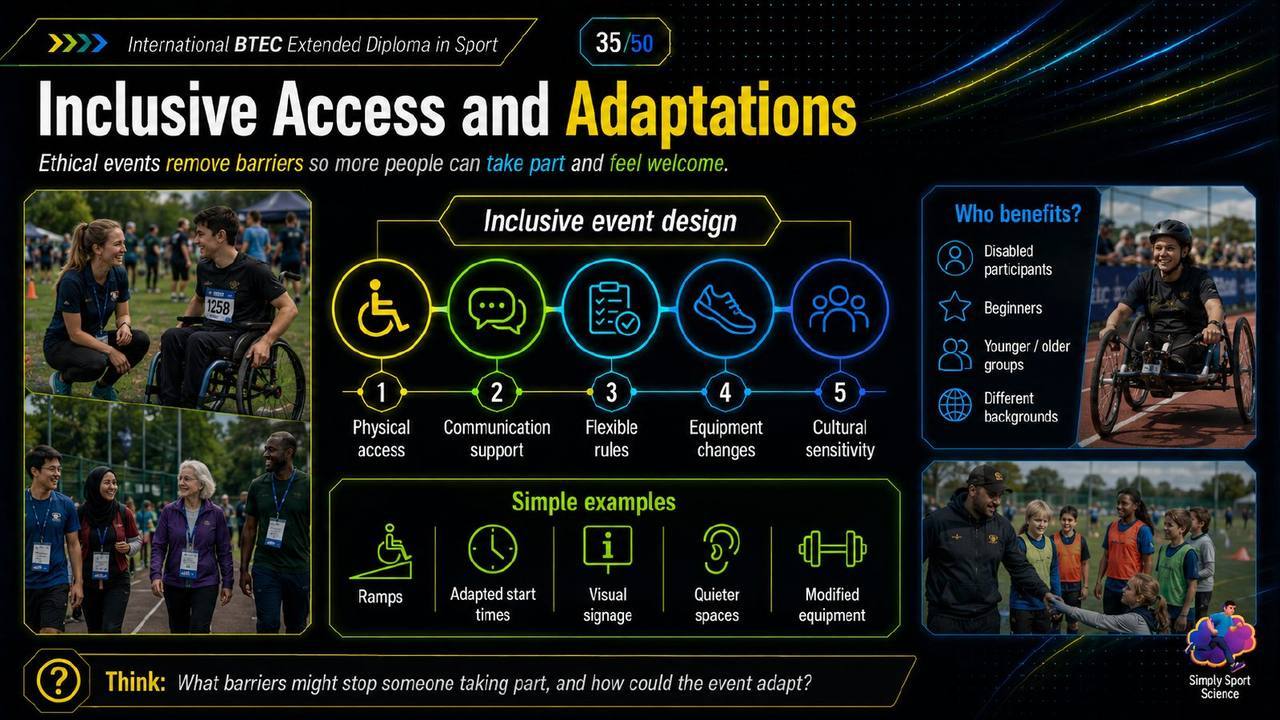 International BTEC Extended Diploma in Sport
35/50
Inclusive Access and Adaptations
Ethical events remove barriers so more people can take part and feel welcome.
Inclusive event design
1
Physical
access
2
Communication
support
3
Flexible
rules
4
Equipment
changes
5
Cultural
sensitivity
Simple examples
Ramps
Adapted start
times
i
Visual
signage
Quieter
spaces
Modified
equipment
Who benefits?
Disabled
participants
Beginners
Younger / older
groups
Different
backgrounds
1258
? Think: What barriers might stop someone taking part, and how could the event adapt?
Simply Sport
Science